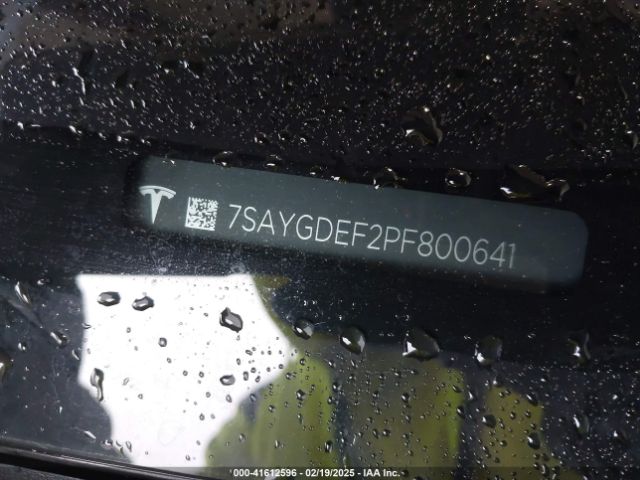 7SAYGDEF2PF800641
000-41612596 - 02/19/2025 - IAA Inc.